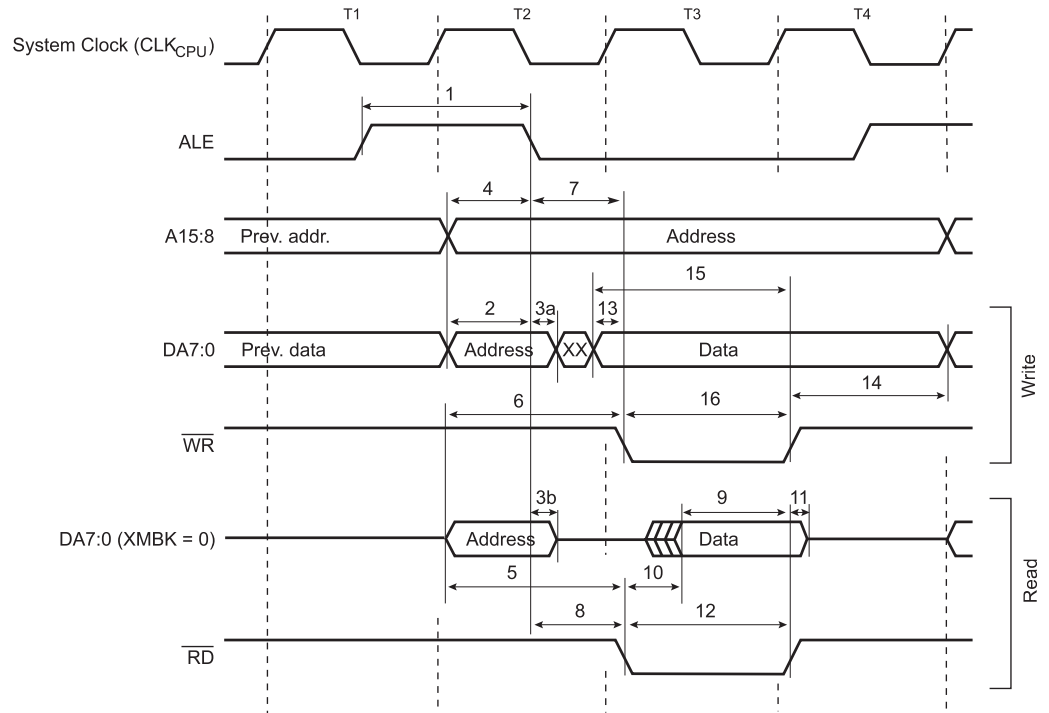 T1 T2 T3 T4
System Clock (CLKCPU)
1
ALE
4 7
A15:8 Prev. addr. Address
15
2 3a 13
DA7:0 Prev. data Address XX Data
14
6 16
WR
Write
3b 9 11
DA7:0 (XMBK = 0) Address Data
5 10
8 12
RD
Read